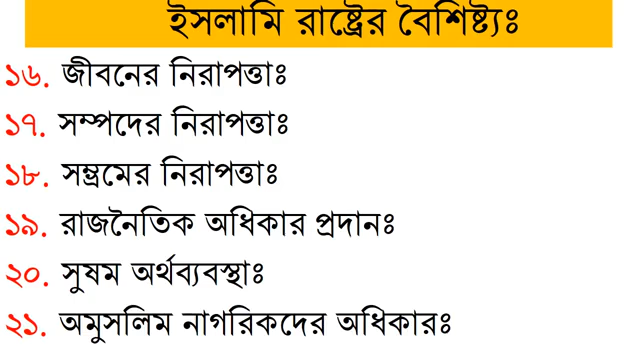 ইসলামি রাষ্ট্রের বৈশিষ্ট্যঃ
১৬. জীবনের নিরাপত্তাঃ
১৭. সম্পদের নিরাপত্তাঃ
১৮. সম্ভ্রমের নিরাপত্তাঃ
১৯. রাজনৈতিক অধিকার প্রদানঃ
২০. সুষম অর্থব্যবস্থাঃ
২১. অমুসলিম নাগরিকদের অধিকারঃ